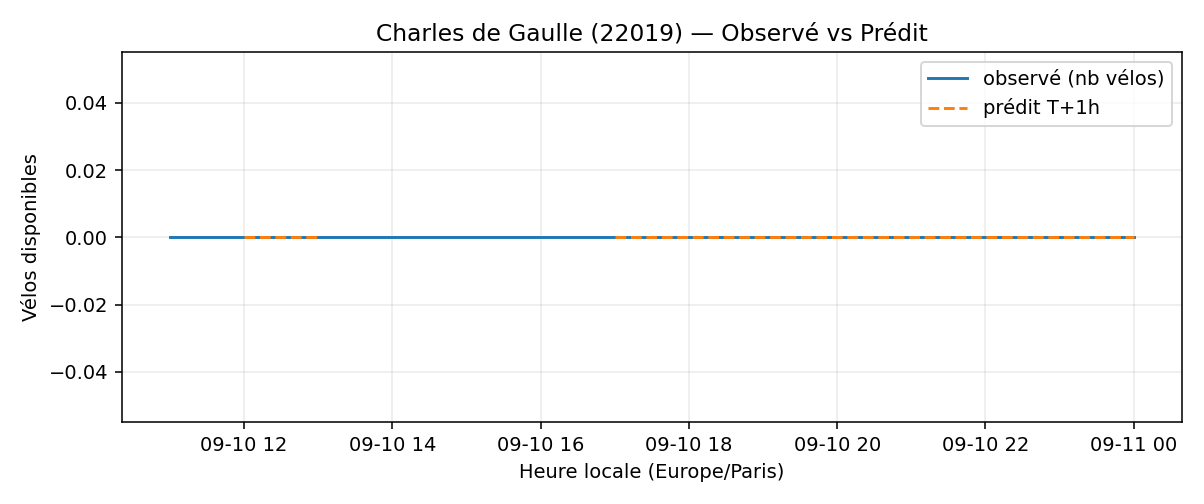 Charles de Gaulle (22019) — Observé vs Prédit
observé (nb vélos)
prédit T+1h
Vélos disponibles
0.04
0.02
0.00
−0.02
−0.04
09-10 12
09-10 14
09-10 16
09-10 18
09-10 20
09-10 22
09-11 00
Heure locale (Europe/Paris)